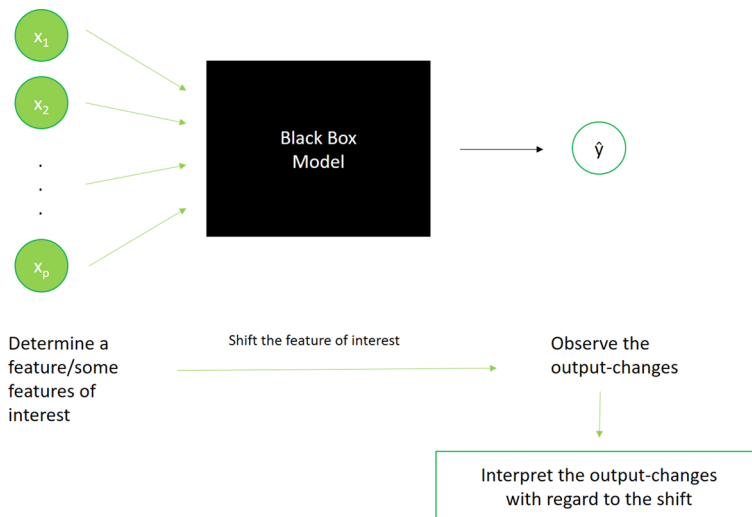 x1
x2
.
.
.
xp
Black Box
Model
ŷ
Determine a
feature/some
features of
interest
Shift the feature of interest
Observe the
output-changes
Interpret the output-changes
with regard to the shift